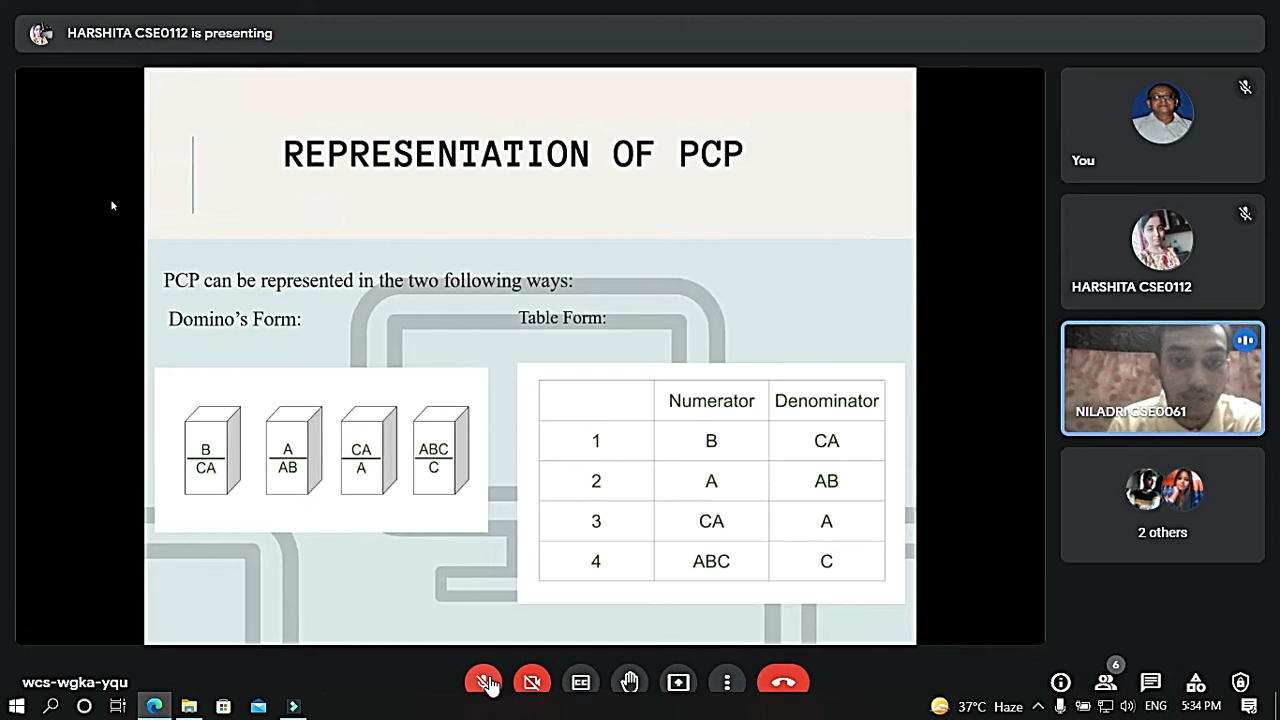 HARSHITA CSE0112 is presenting
REPRESENTATION OF PCP
PCP can be represented in the two following ways:
Domino's Form:
Table Form:
B
CA
A
AB
CA
A
ABC
C
Numerator Denominator
1 B CA
2 A AB
3 CA A
4 ABC C
You
HARSHITA CSE0112
NILADRI CSE0061
2 others
wcs-wgka-yqu
6
37°C Haze
ENG
5:34 PM